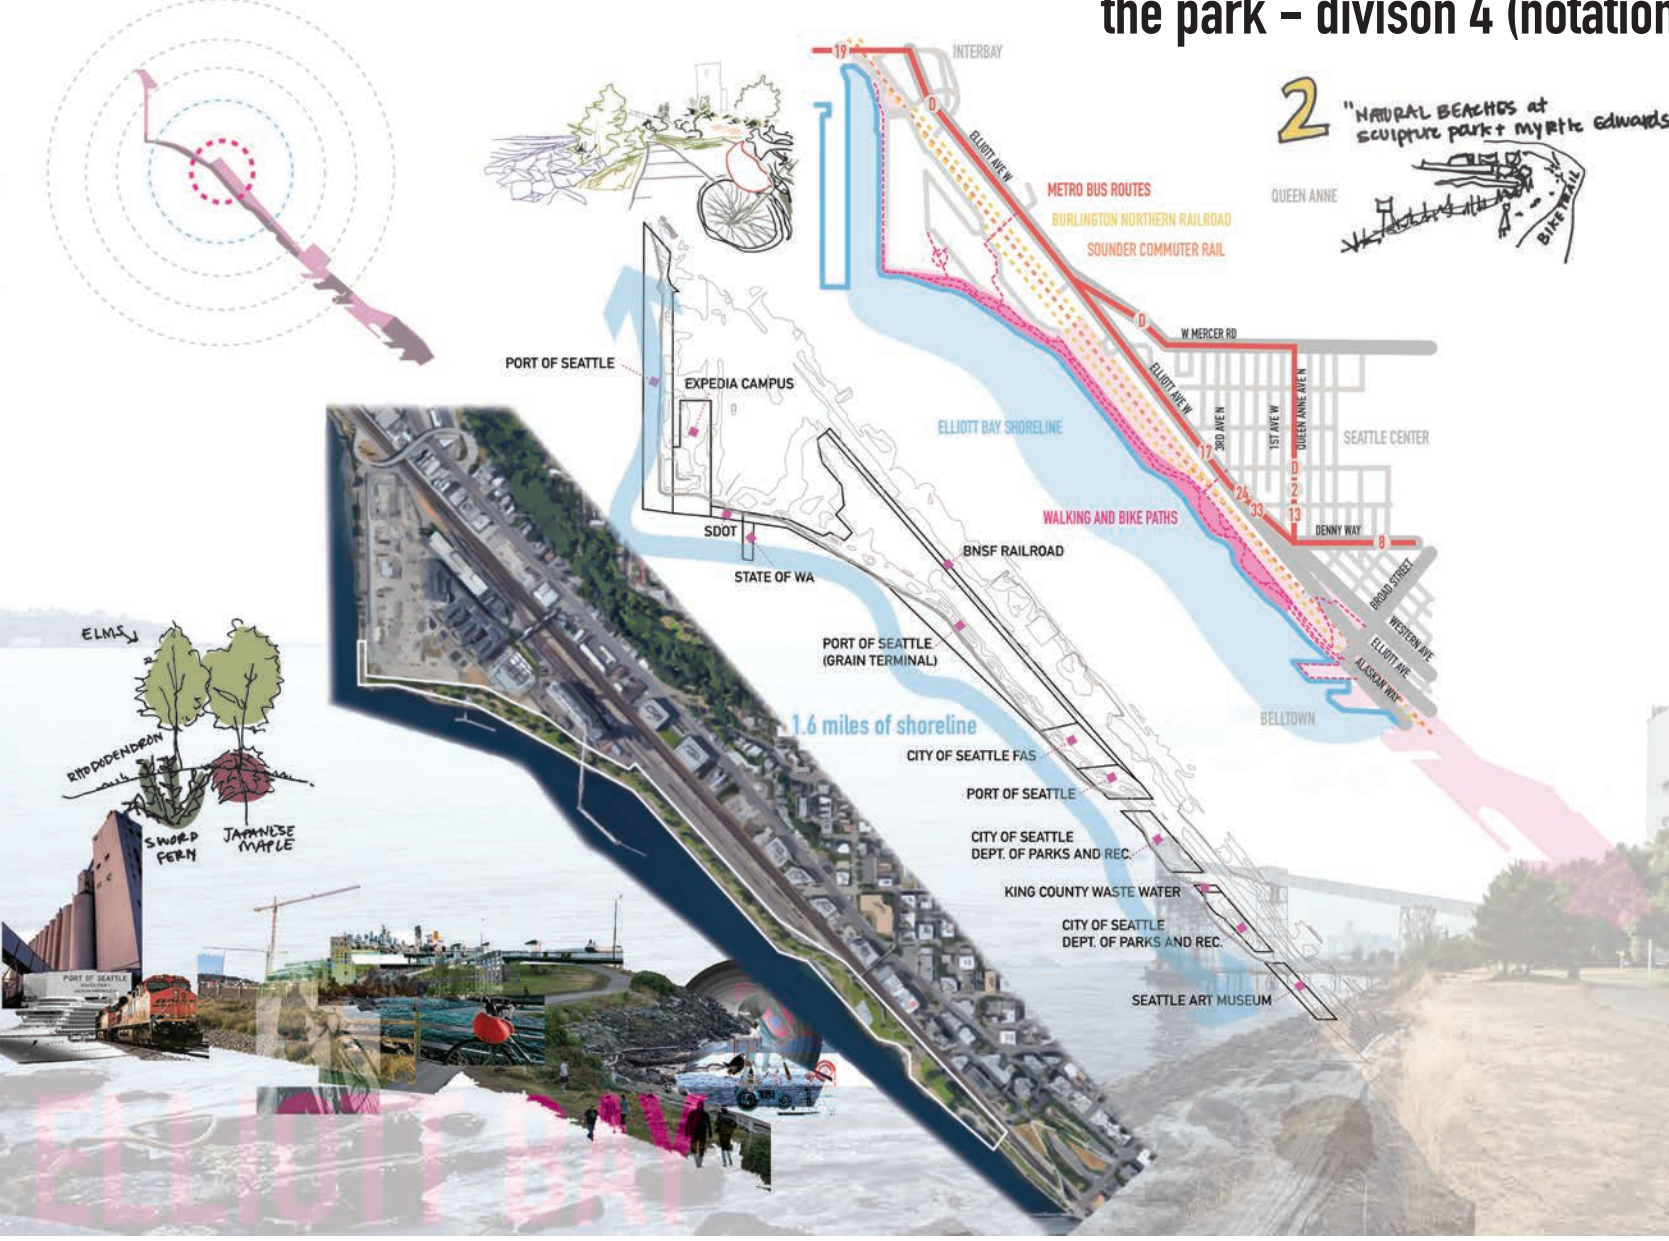 the park – divison 4 (notation
19
INTERBAY
D
ELLIOTT AVE W
2
"NATURAL BEACHES at
sculpture park + myrtle Edwards
BIKE TRAIL
QUEEN ANNE
METRO BUS ROUTES
BURLINGTON NORTHERN RAILROAD
SOUNDER COMMUTER RAIL
D
W MERCER RD
PORT OF SEATTLE
EXPEDIA CAMPUS
ELLIOTT AVE W
3RD AVE N
1ST AVE W
QUEEN ANNE AVE N
ELLIOTT BAY SHORELINE
SEATTLE CENTER
17
D
2
13
24
33
WALKING AND BIKE PATHS
DENNY WAY
8
SDOT
STATE OF WA
BNSF RAILROAD
BROAD STREET
WESTERN AVE
ELLIOTT AVE
ALASKAN WAY
PORT OF SEATTLE
(GRAIN TERMINAL)
ELMS
RHODODENDRON
SWORD
FERN
JAPANESE
MAPLE
1.6 miles of shoreline
BELLTOWN
CITY OF SEATTLE FAS
PORT OF SEATTLE
CITY OF SEATTLE
DEPT. OF PARKS AND REC.
KING COUNTY WASTE WATER
CITY OF SEATTLE
DEPT. OF PARKS AND REC.
SEATTLE ART MUSEUM
PORT OF SEATTLE
ELLIOTT BAY